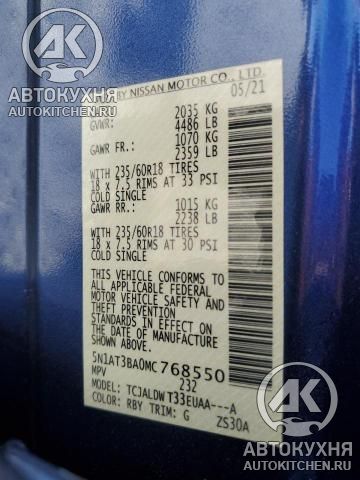 АК
АВТОКУХНЯ
AUTOKITCHEN.RU
BY NISSAN MOTOR CO., LTD.
05/21
GVWR: 2035 KG
4486 LB
GAWR FR.: 1070 KG
2359 LB
WITH 235/60R18 TIRES
18 x 7.5 RIMS AT 33 PSI
COLD SINGLE
GAWR RR.: 1015 KG
2238 LB
WITH 235/60R18 TIRES
18 x 7.5 RIMS AT 30 PSI
COLD SINGLE
THIS VEHICLE CONFORMS TO
ALL APPLICABLE FEDERAL
MOTOR VEHICLE SAFETY AND
THEFT PREVENTION
STANDARDS IN EFFECT ON
THE DATE OF MANUFACTURE
SHOWN ABOVE.
5N1AT3BA0MC768550
MPV 232
MODEL: TCJALDWT33EUAA---A
COLOR: RBY TRIM: G ZS30A
АК
АВТОКУХНЯ
AUTOKITCHEN.RU